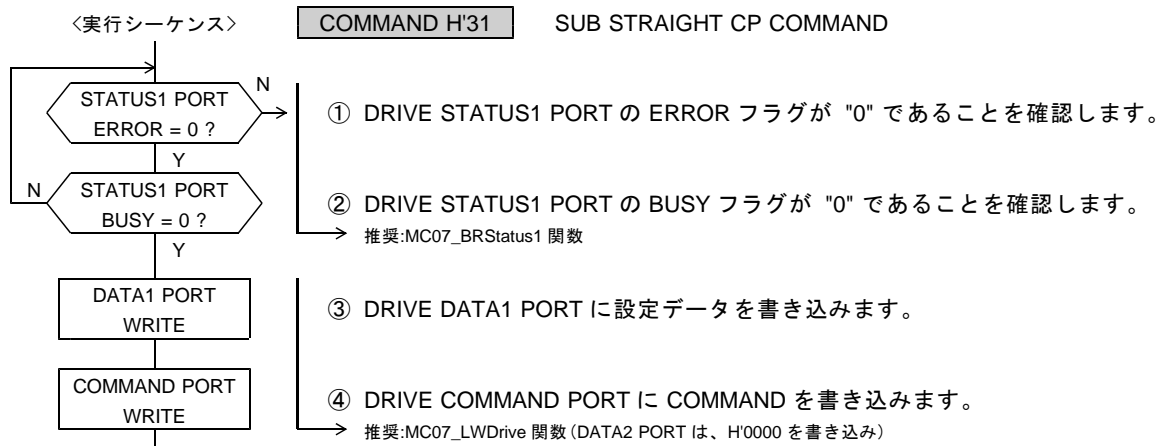 〈実行シーケンス〉
COMMAND H'31 SUB STRAIGHT CP COMMAND
N
STATUS1 PORT
ERROR = 0 ?
① DRIVE STATUS1 PORT の ERROR フラグが "0" であることを確認します。
Y
N
STATUS1 PORT
BUSY = 0 ?
② DRIVE STATUS1 PORT の BUSY フラグが "0" であることを確認します。
推奨:MC07_BRStatus1 関数
Y
DATA1 PORT
WRITE
③ DRIVE DATA1 PORT に設定データを書き込みます。
COMMAND PORT
WRITE
④ DRIVE COMMAND PORT に COMMAND を書き込みます。
推奨:MC07_LWDrive 関数(DATA2 PORT は、H'0000 を書き込み)